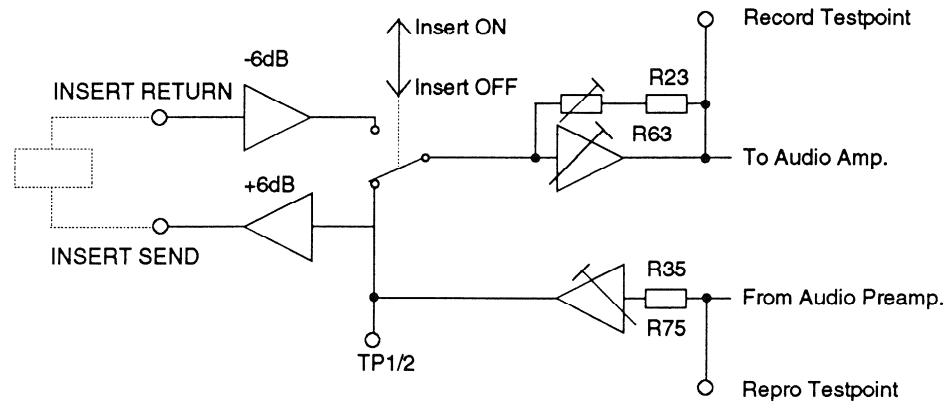 Record Testpoint
Insert ON
-6dB
Insert OFF
R23
INSERT RETURN
R63
To Audio Amp.
+6dB
INSERT SEND
R35
From Audio Preamp.
R75
TP1/2
Repro Testpoint